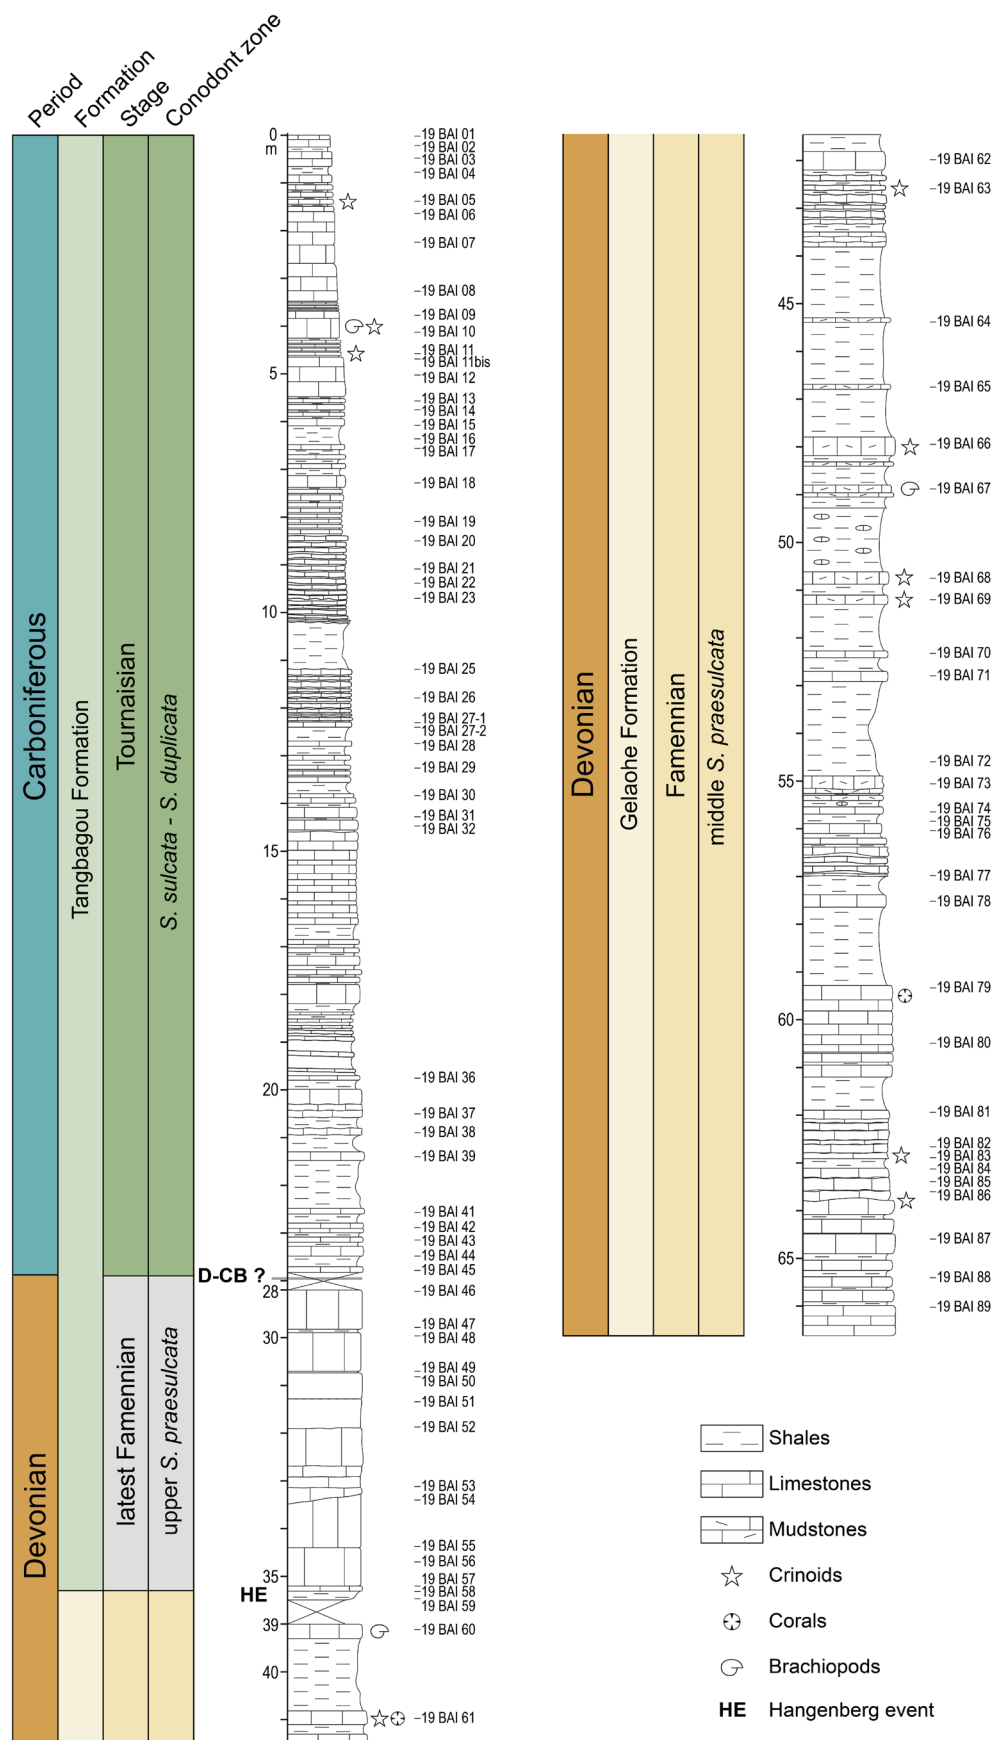 Period
Formation
Stage
Conodont zone
Carboniferous
Devonian
Tangbagou Formation
Tournaisian
latest Famennian
S. sulcata - S. duplicata
upper S. praesulcata
D-CB ?
HE
0
m
5
10
15
20
28
30
35
39
40
–19 BAI 01
–19 BAI 02
–19 BAI 03
–19 BAI 04
–19 BAI 05
–19 BAI 06
–19 BAI 07
–19 BAI 08
–19 BAI 09
–19 BAI 10
–19 BAI 11
–19 BAI 11bis
–19 BAI 12
–19 BAI 13
–19 BAI 14
–19 BAI 15
–19 BAI 16
–19 BAI 17
–19 BAI 18
–19 BAI 19
–19 BAI 20
–19 BAI 21
–19 BAI 22
–19 BAI 23
–19 BAI 25
–19 BAI 26
–19 BAI 27-1
–19 BAI 27-2
–19 BAI 28
–19 BAI 29
–19 BAI 30
–19 BAI 31
–19 BAI 32
–19 BAI 36
–19 BAI 37
–19 BAI 38
–19 BAI 39
–19 BAI 41
–19 BAI 42
–19 BAI 43
–19 BAI 44
–19 BAI 45
–19 BAI 46
–19 BAI 47
–19 BAI 48
–19 BAI 49
–19 BAI 50
–19 BAI 51
–19 BAI 52
–19 BAI 53
–19 BAI 54
–19 BAI 55
–19 BAI 56
–19 BAI 57
–19 BAI 58
–19 BAI 59
–19 BAI 60
–19 BAI 61
Devonian
Gelaohe Formation
Famennian
middle S. praesulcata
45
50
55
60
65
–19 BAI 62
–19 BAI 63
–19 BAI 64
–19 BAI 65
–19 BAI 66
–19 BAI 67
–19 BAI 68
–19 BAI 69
–19 BAI 70
–19 BAI 71
–19 BAI 72
–19 BAI 73
–19 BAI 74
–19 BAI 75
–19 BAI 76
–19 BAI 77
–19 BAI 78
–19 BAI 79
–19 BAI 80
–19 BAI 81
–19 BAI 82
–19 BAI 83
–19 BAI 84
–19 BAI 85
–19 BAI 86
–19 BAI 87
–19 BAI 88
–19 BAI 89
Shales
Limestones
Mudstones
Crinoids
Corals
Brachiopods
HE Hangenberg event